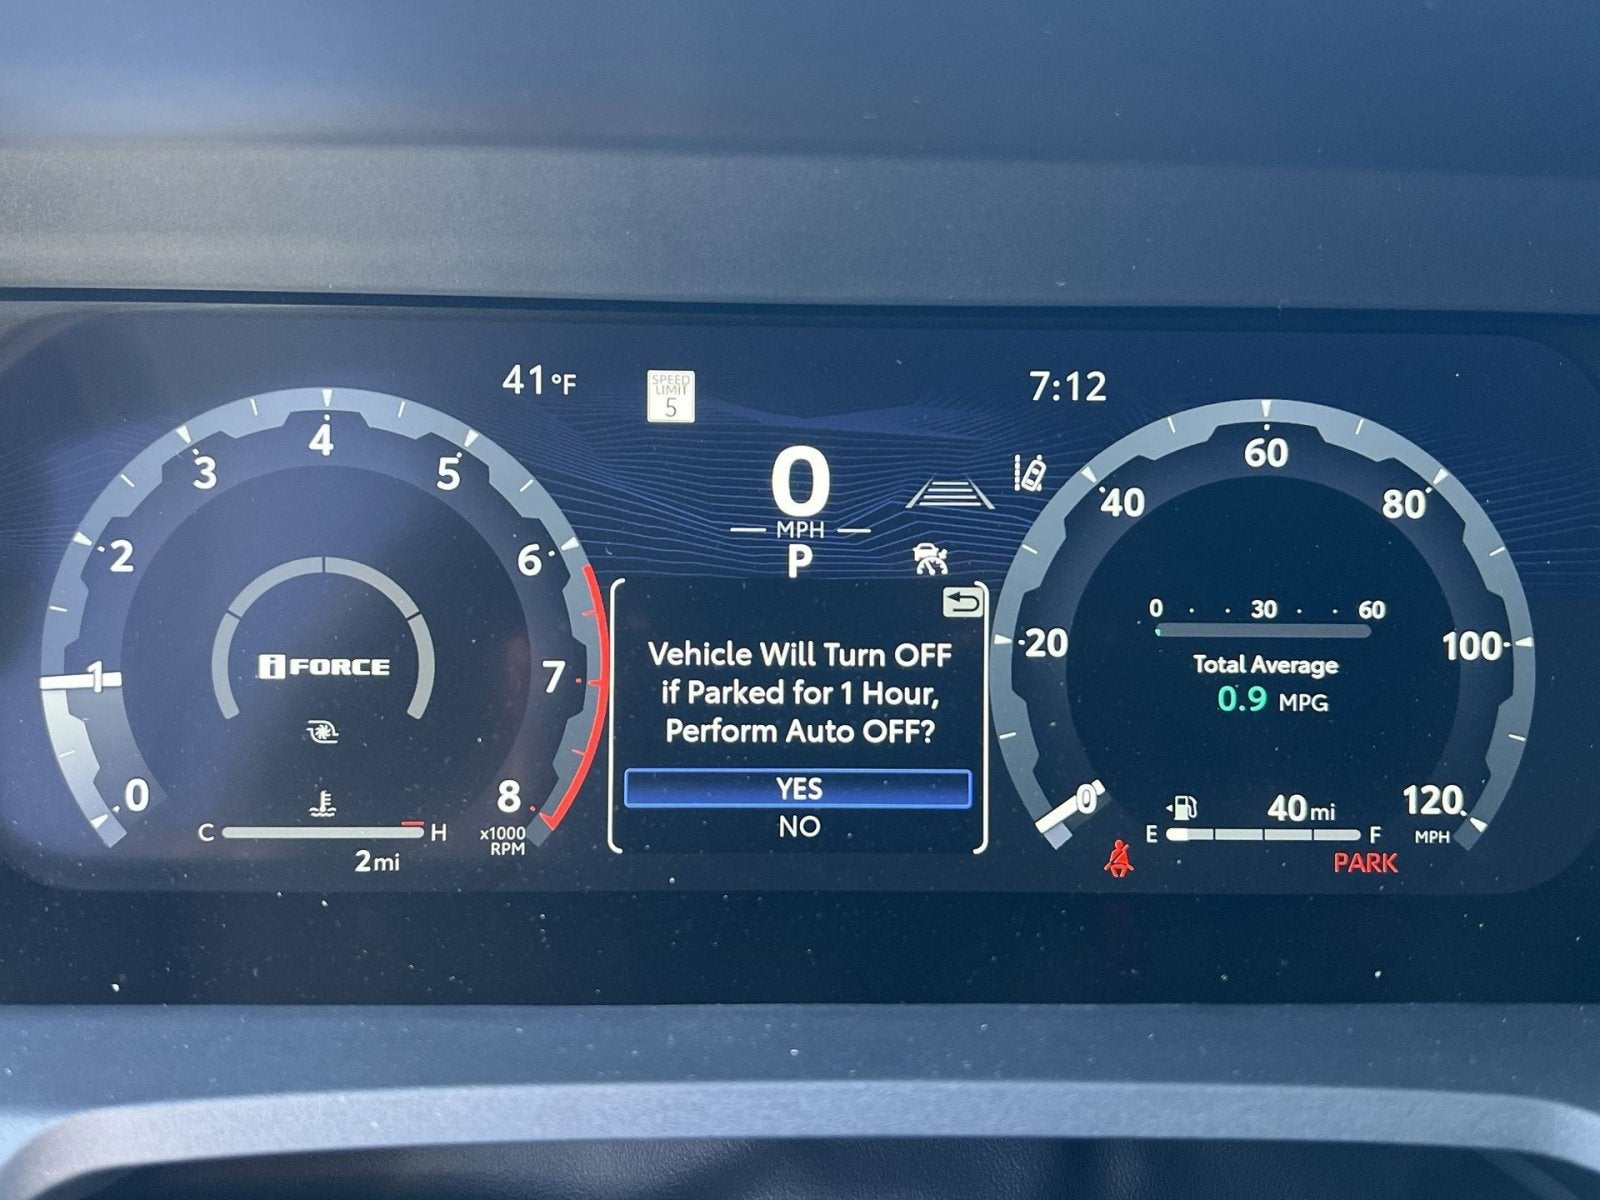 41°F
SPEED
LIMIT
5
7:12
0
MPH
P
0
1
2
3
4
5
6
7
8
x1000
RPM
i FORCE
C
H
2mi
Vehicle Will Turn OFF
if Parked for 1 Hour,
Perform Auto OFF?
YES
NO
0
20
40
60
80
100
120
MPH
0 30 60
Total Average
0.9 MPG
40mi
E
F
PARK